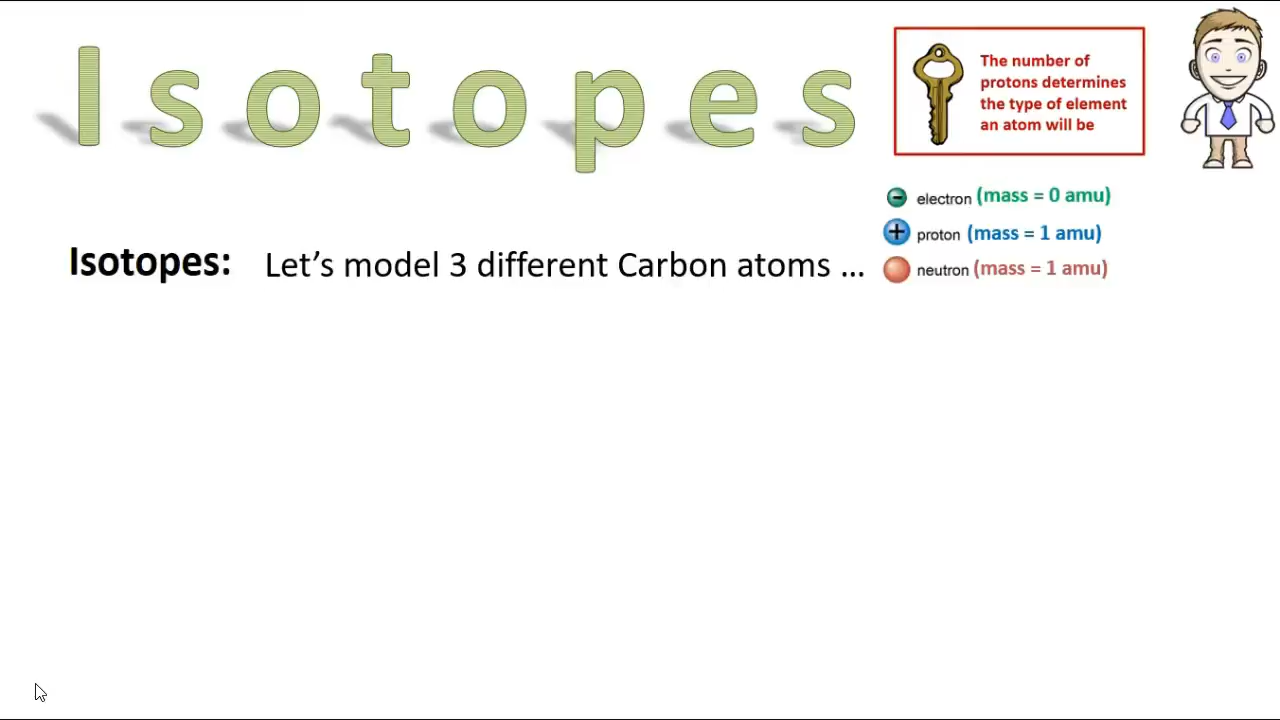 Isotopes
The number of
protons determines
the type of element
an atom will be
electron (mass = 0 amu)
proton (mass = 1 amu)
neutron (mass = 1 amu)
Isotopes: Let’s model 3 different Carbon atoms …